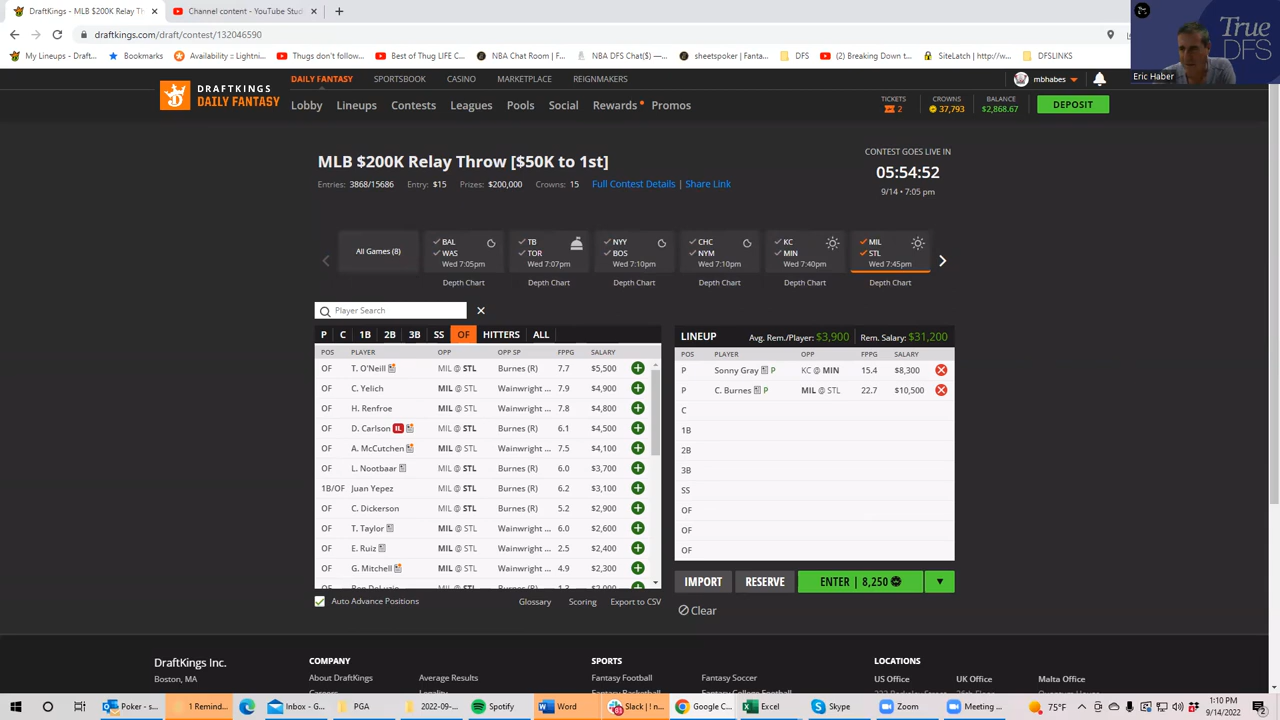 DraftKings - MLB $200K Relay Thr
Channel content - YouTube Stud
draftkings.com/draft/contest/132046590
My Lineups - Draftk...
Bookmarks
Availability :: Lightni...
Thugs don't follow...
Best of Thug LIFE C...
NBA Chat Room | F...
NBA DFS Chat($) —...
sheetspoker | Fanta...
DFS
(2) Breaking Down t...
SiteLatch | http://w...
DFSLINKS
True
DFS
Eric Haber
DRAFTKINGS
DAILY FANTASY
DAILY FANTASY SPORTSBOOK CASINO MARKETPLACE REIGNMAKERS
mbhabes
Lobby Lineups Contests Leagues Pools Social Rewards Promos
TICKETS
2
CROWNS
37,793
BALANCE
$2,868.67
DEPOSIT
MLB $200K Relay Throw [$50K to 1st]
Entries: 3868/15686 Entry: $15 Prizes: $200,000 Crowns: 15 Full Contest Details | Share Link
CONTEST GOES LIVE IN
05:54:52
9/14 • 7:05 pm
All Games (8)
BAL
WAS
Wed 7:05pm
Depth Chart
TB
TOR
Wed 7:07pm
Depth Chart
NYY
BOS
Wed 7:10pm
Depth Chart
CHC
NYM
Wed 7:10pm
Depth Chart
KC
MIN
Wed 7:40pm
Depth Chart
MIL
STL
Wed 7:45pm
Depth Chart
Player Search
P C 1B 2B 3B SS OF HITTERS ALL
POS PLAYER OPP OPP SP FPPG SALARY
OF T. O'Neill MIL @ STL Burnes (R) 7.7 $5,500
OF C. Yelich MIL @ STL Wainwright ... 7.9 $4,900
OF H. Renfroe MIL @ STL Wainwright ... 7.8 $4,800
OF D. Carlson IL MIL @ STL Burnes (R) 6.1 $4,500
OF A. McCutchen MIL @ STL Wainwright ... 7.5 $4,100
OF L. Nootbaar MIL @ STL Burnes (R) 6.0 $3,700
1B/OF Juan Yepez MIL @ STL Burnes (R) 6.2 $3,100
OF C. Dickerson MIL @ STL Burnes (R) 5.2 $2,900
OF T. Taylor MIL @ STL Wainwright ... 6.0 $2,600
OF E. Ruiz MIL @ STL Wainwright ... 2.5 $2,400
OF G. Mitchell MIL @ STL Wainwright ... 4.9 $2,300
Auto Advance Positions
Glossary Scoring Export to CSV
LINEUP Avg. Rem./Player: $3,900 Rem. Salary: $31,200
POS PLAYER OPP FPPG SALARY
P Sonny Gray P KC @ MIN 15.4 $8,300
P C. Burnes P MIL @ STL 22.7 $10,500
C
1B
2B
3B
SS
OF
OF
OF
IMPORT RESERVE ENTER | 8,250
Clear
DraftKings Inc.
Boston, MA
COMPANY
About DraftKings
Average Results
SPORTS
Fantasy Football
Fantasy Soccer
LOCATIONS
US Office
UK Office
Malta Office
Poker - s...
1 Remind...
Inbox - G...
PGA
2022-09-...
Spotify
Word
Slack | ! n...
Google C...
Excel
Skype
Zoom
Meeting ...
75°F
1:10 PM
9/14/2022